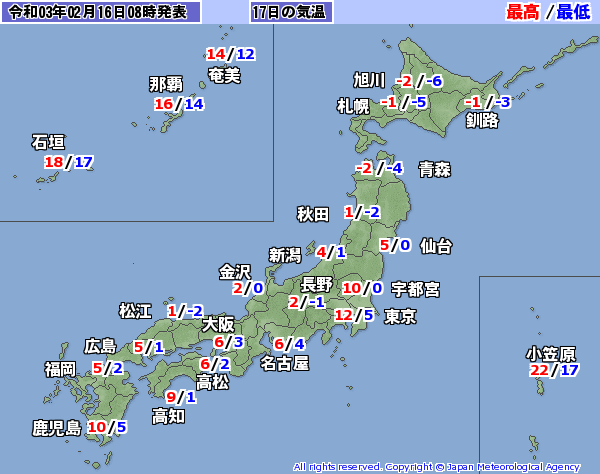 令和03年02月16日08時発表 17日の気温 最高/最低
14/12
奄美
那覇
16/14
石垣
18/17
旭川 -2/-6
札幌 -1/-5
-1/-3
釧路
-2/-4
青森
秋田 1/-2
5/0 仙台
新潟 4/1
金沢
2/0
長野
2/-1
10/0 宇都宮
12/5 東京
松江 1/-2
大阪
6/3
6/4
名古屋
広島 5/1
福岡 5/2
6/2
高松
9/1
高知
鹿児島 10/5
小笠原
22/17
All rights reserved. Copyright © Japan Meteorological Agency